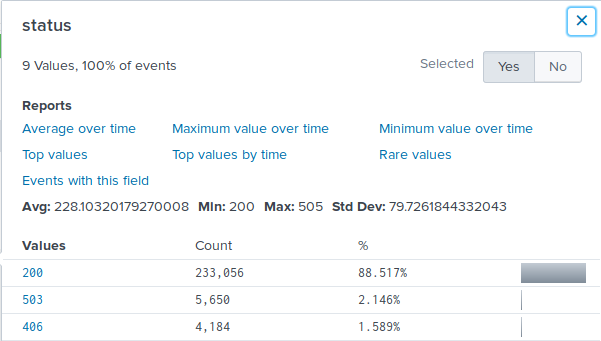 status
9 Values, 100% of events
Selected Yes No
Reports
Average over time Maximum value over time Minimum value over time
Top values Top values by time Rare values
Events with this field
Avg: 228.10320179270008 Min: 200 Max: 505 Std Dev: 79.7261844332043
Values Count %
200 233,056 88.517%
503 5,650 2.146%
406 4,184 1.589%